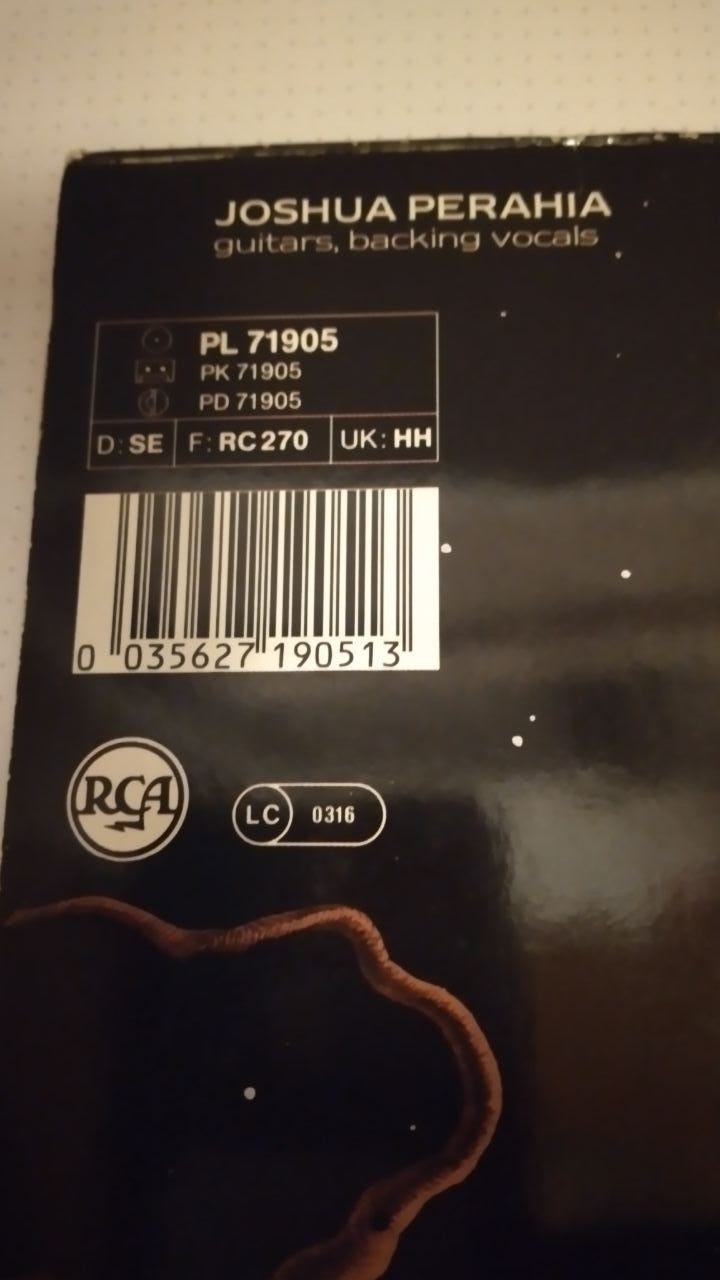 JOSHUA PERAHIA
guitars, backing vocals
PL 71905
PK 71905
PD 71905
D: SE F: RC 270 UK: HH
0 035627 190513
RCA
LC 0316